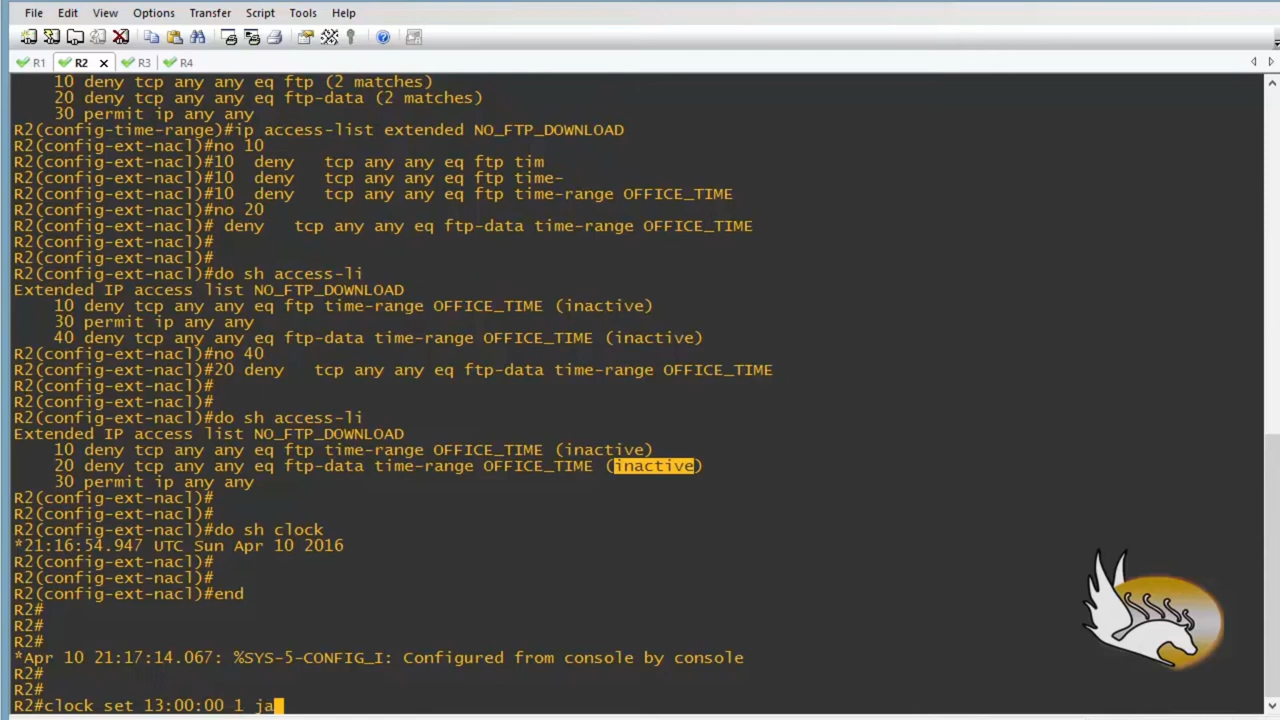 File Edit View Options Transfer Script Tools Help
R1 R2 x R3 R4
10 deny tcp any any eq ftp (2 matches)
20 deny tcp any any eq ftp-data (2 matches)
30 permit ip any any
R2(config-time-range)#ip access-list extended NO_FTP_DOWNLOAD
R2(config-ext-nacl)#no 10
R2(config-ext-nacl)#10  deny   tcp any any eq ftp tim
R2(config-ext-nacl)#10  deny   tcp any any eq ftp time-
R2(config-ext-nacl)#10  deny   tcp any any eq ftp time-range OFFICE_TIME
R2(config-ext-nacl)#no 20
R2(config-ext-nacl)# deny   tcp any any eq ftp-data time-range OFFICE_TIME
R2(config-ext-nacl)#
R2(config-ext-nacl)#
R2(config-ext-nacl)#do sh access-li
Extended IP access list NO_FTP_DOWNLOAD
10 deny tcp any any eq ftp time-range OFFICE_TIME (inactive)
30 permit ip any any
40 deny tcp any any eq ftp-data time-range OFFICE_TIME (inactive)
R2(config-ext-nacl)#no 40
R2(config-ext-nacl)#20 deny   tcp any any eq ftp-data time-range OFFICE_TIME
R2(config-ext-nacl)#
R2(config-ext-nacl)#
R2(config-ext-nacl)#do sh access-li
Extended IP access list NO_FTP_DOWNLOAD
10 deny tcp any any eq ftp time-range OFFICE_TIME (inactive)
20 deny tcp any any eq ftp-data time-range OFFICE_TIME (inactive)
30 permit ip any any
R2(config-ext-nacl)#
R2(config-ext-nacl)#
R2(config-ext-nacl)#do sh clock
*21:16:54.947 UTC Sun Apr 10 2016
R2(config-ext-nacl)#
R2(config-ext-nacl)#
R2(config-ext-nacl)#end
R2#
R2#
R2#
*Apr 10 21:17:14.067: %SYS-5-CONFIG_I: Configured from console by console
R2#
R2#
R2#clock set 13:00:00 1 ja